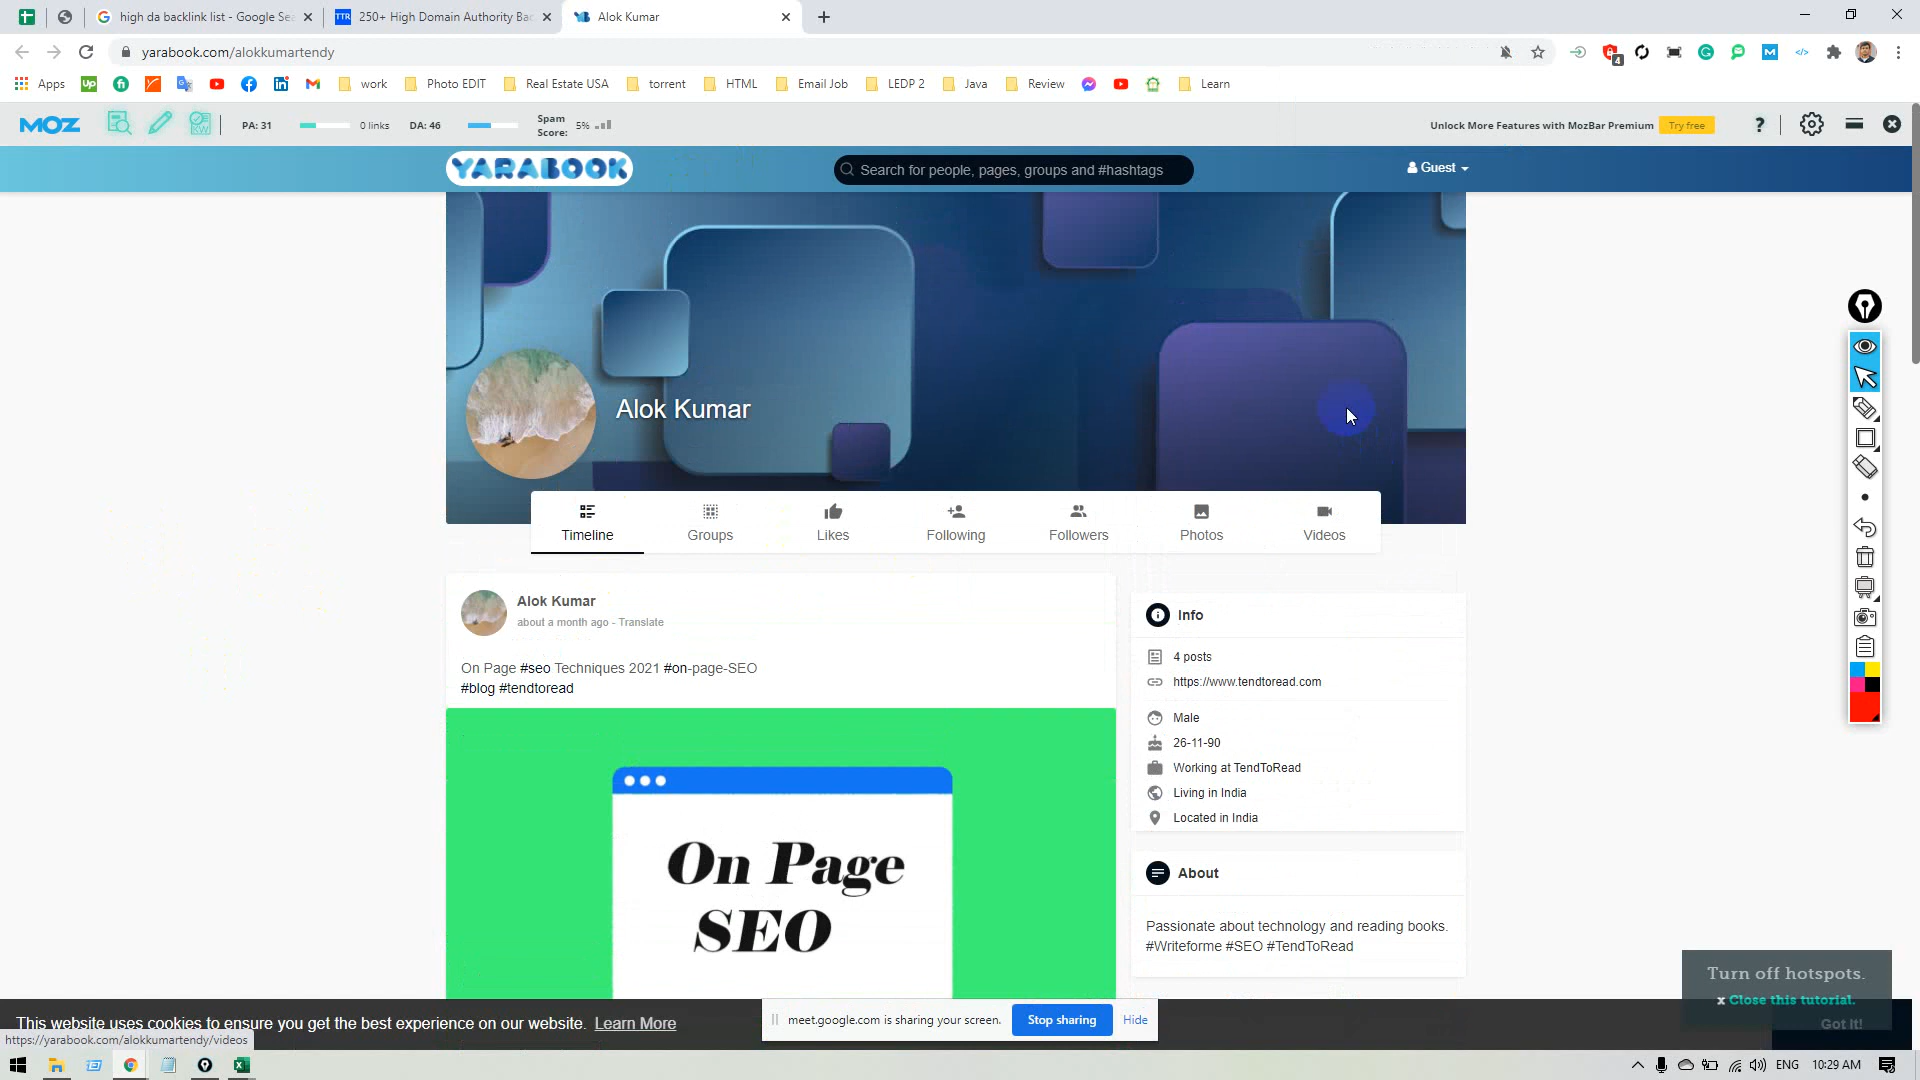 high da backlink list - Google Sea
TTR
250+ High Domain Authority Bac
Alok Kumar
yarabook.com/alokkumartendy
4
Apps
Up
work
Photo EDIT
Real Estate USA
torrent
HTML
Email Job
LEDP 2
Java
Review
Learn
MOZ
PA: 31
0 links
DA: 46
Spam
Score:
5%
Unlock More Features with MozBar Premium
Try free
?
YARABOOK
Search for people, pages, groups and #hashtags
Guest
Alok Kumar
Timeline
Groups
Likes
Following
Followers
Photos
Videos
Alok Kumar
about a month ago - Translate
On Page #seo Techniques 2021 #on-page-SEO
#blog #tendtoread
On Page
SEO
Info
4 posts
https://www.tendtoread.com
Male
26-11-90
Working at TendToRead
Living in India
Located in India
About
Passionate about technology and reading books.
#Writeforme #SEO #TendToRead
Turn off hotspots.
x Close this tutorial.
Got It!
This website uses cookies to ensure you get the best experience on our website. Learn More
https://yarabook.com/alokkumartendy/videos
meet.google.com is sharing your screen.
Stop sharing
Hide
ENG
10:29 AM